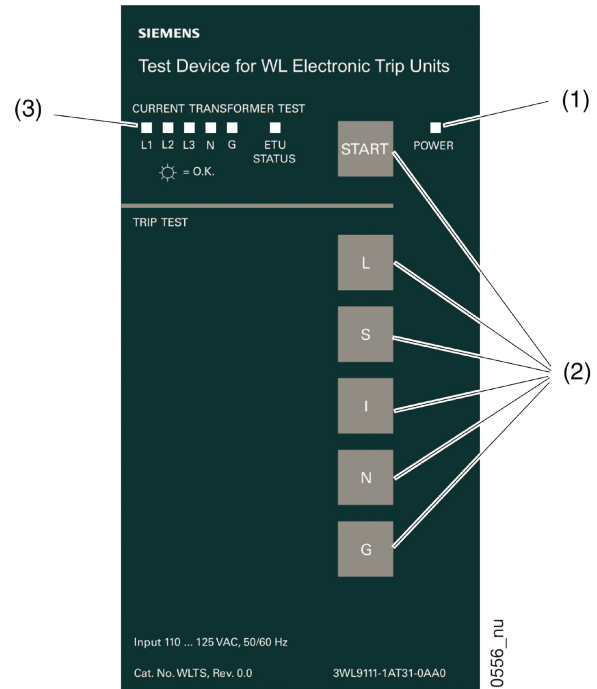 SIEMENS
Test Device for WL Electronic Trip Units
(3)
CURRENT TRANSFORMER TEST
(1)
L1 L2 L3 N G ETU STATUS
START
POWER
= O.K.
TRIP TEST
L
S
(2)
I
N
G
Input 110 ... 125 VAC, 50/60 Hz
Cat. No. WLTS, Rev. 0.0 3WL9111-1AT31-0AA0
0556_nu